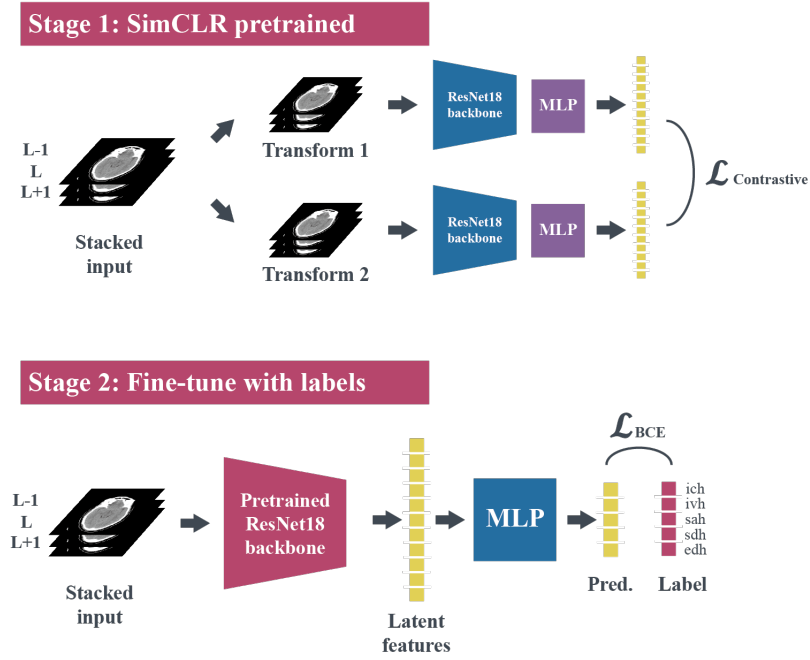 Stage 1: SimCLR pretrained
L-1
L
L+1
Stacked
input
Transform 1
ResNet18
backbone
MLP
Transform 2
ResNet18
backbone
MLP
ℒ Contrastive
Stage 2: Fine-tune with labels
L-1
L
L+1
Stacked
input
Pretrained
ResNet18
backbone
Latent
features
MLP
ℒ BCE
ich
ivh
sah
sdh
edh
Pred.
Label